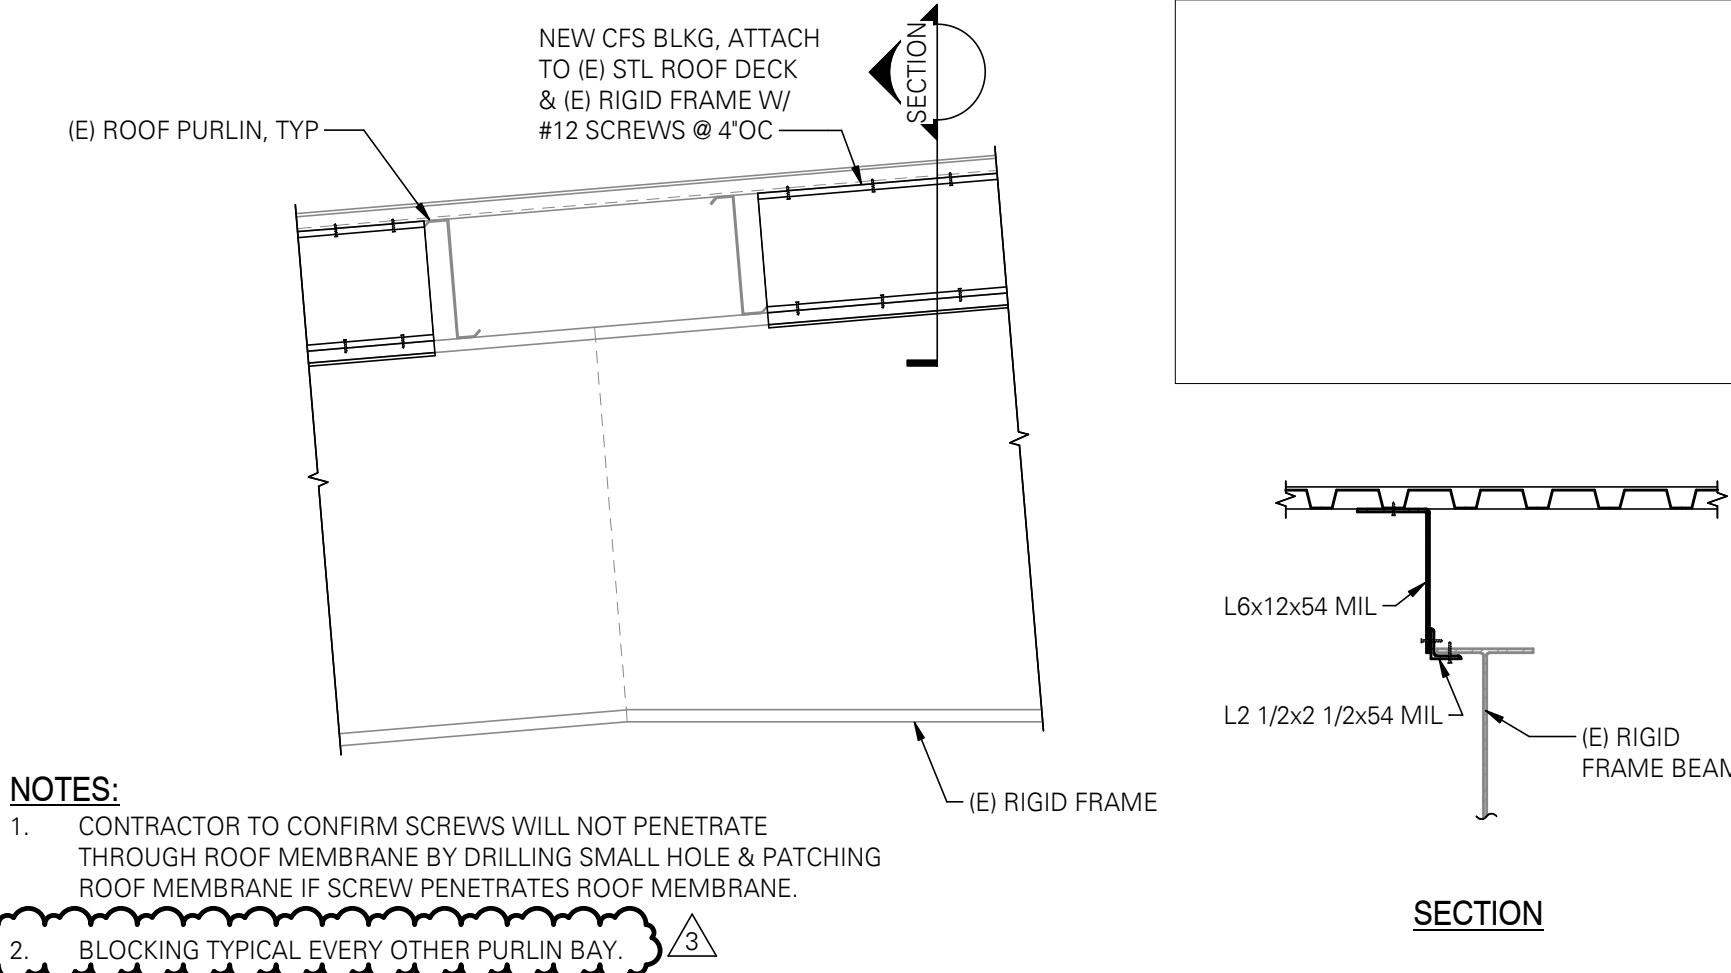 NEW CFS BLKG, ATTACH
TO (E) STL ROOF DECK
& (E) RIGID FRAME W/
#12 SCREWS @ 4"OC
SECTION
(E) ROOF PURLIN, TYP
(E) RIGID FRAME
L6x12x54 MIL
L2 1/2x2 1/2x54 MIL
(E) RIGID
FRAME BEAM
SECTION
NOTES:
1. CONTRACTOR TO CONFIRM SCREWS WILL NOT PENETRATE
THROUGH ROOF MEMBRANE BY DRILLING SMALL HOLE & PATCHING
ROOF MEMBRANE IF SCREW PENETRATES ROOF MEMBRANE.
2. BLOCKING TYPICAL EVERY OTHER PURLIN BAY.
3